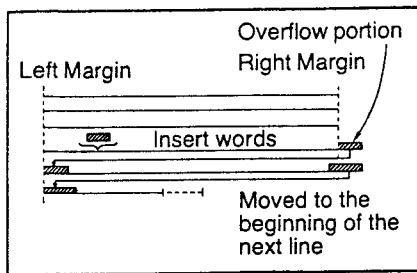 Overflow portion
Left Margin
Right Margin
Insert words
Moved to the
beginning of the
next line